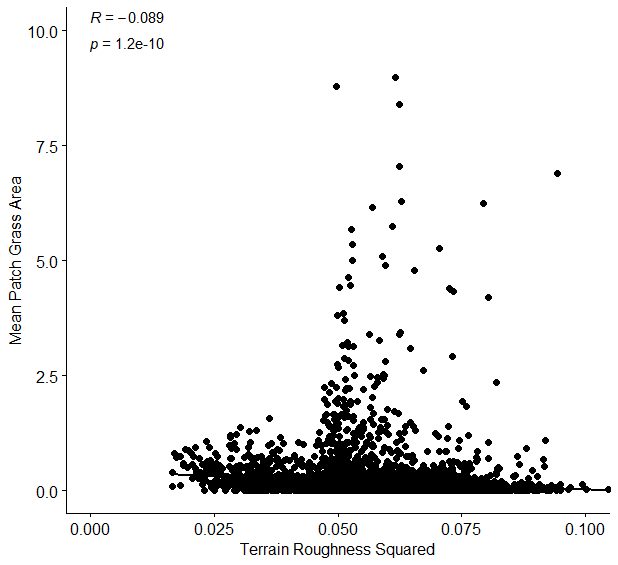 R = −0.089
p = 1.2e-10
10.0
7.5
5.0
2.5
0.0
Mean Patch Grass Area
0.000 0.025 0.050 0.075 0.100
Terrain Roughness Squared